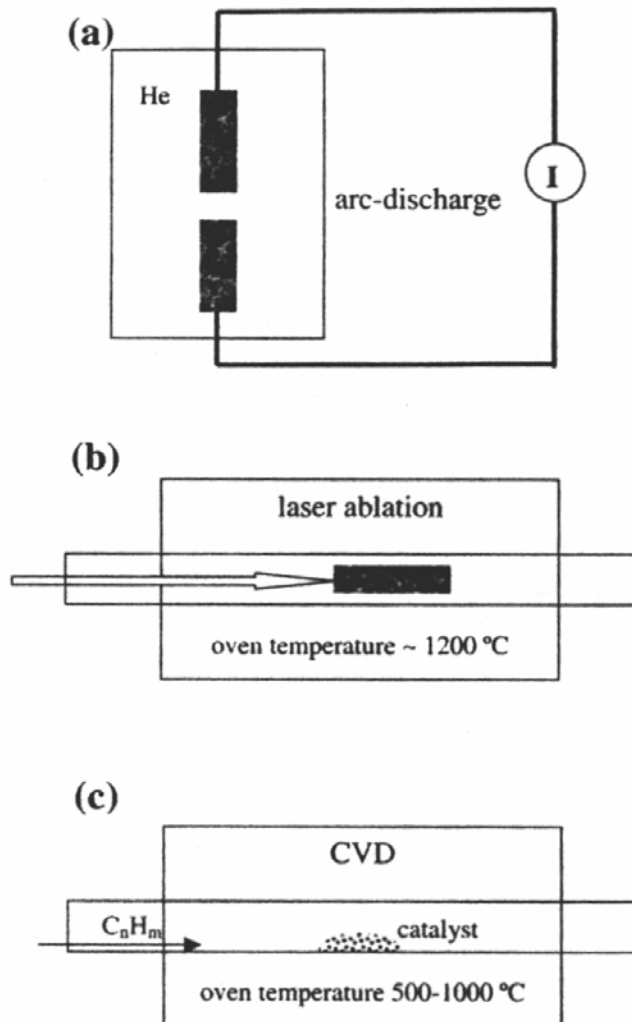 (a)
He
I
arc-discharge
(b)
laser ablation
oven temperature ~ 1200 ºC
(c)
CVD
CₙHₘ
catalyst
oven temperature 500-1000 ºC